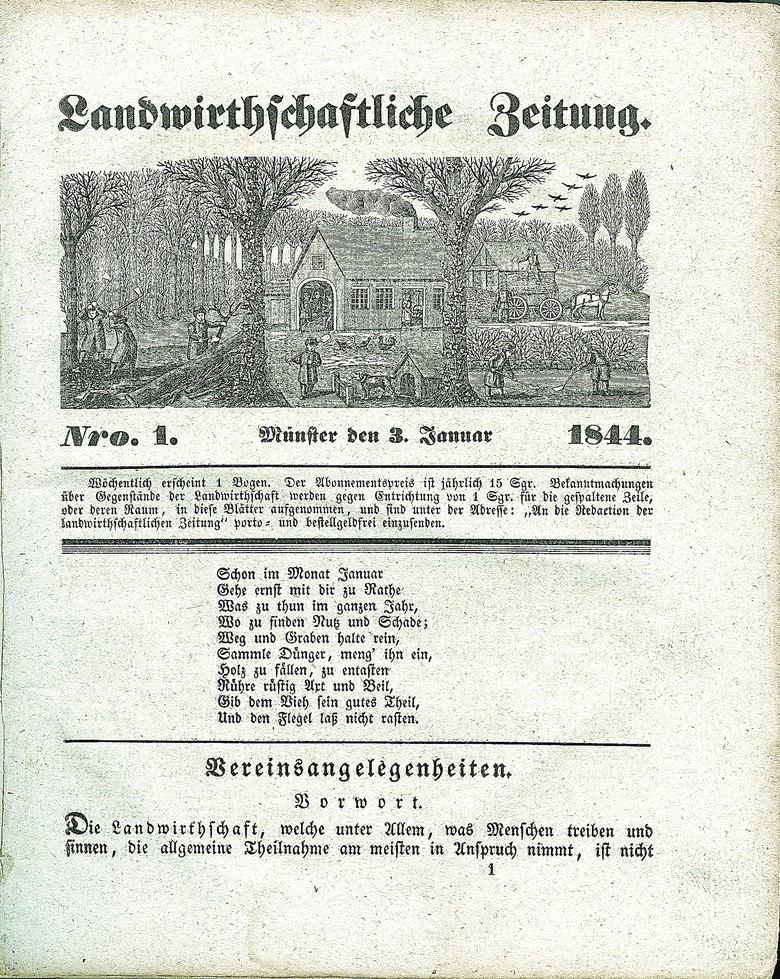 Landwirthschaftliche Zeitung.
Nro. 1. Münster den 3. Januar 1844.
Wöchentlich erscheint 1 Bogen. Der Abonnementspreis ist jährlich 15 Sgr. Bekanntmachungen
über Gegenstände der Landwirthschaft werden gegen Entrichtung von 1 Sgr. für die gespaltene Zeile,
oder deren Raum, in diese Blätter aufgenommen, und sind unter der Adresse: „An die Redaction der
landwirthschaftlichen Zeitung“ porto- und bestellgeldfrei einzusenden.
Schon im Monat Januar
Gehe ernst mit dir zu Rathe
Was zu thun im ganzen Jahr,
Wo zu finden Nutz und Schade;
Weg und Graben halte rein,
Sammle Dünger, meng' ihn ein,
Holz zu fällen, zu entasten
Rühre rüstig Axt und Beil,
Gib dem Vieh sein gutes Theil,
Und den Flegel laß nicht rasten.
Vereinsangelegenheiten.
Vorwort.
Die Landwirthschaft, welche unter Allem, was Menschen treiben und
sinnen, die allgemeine Theilnahme am meisten in Anspruch nimmt, ist nicht
1